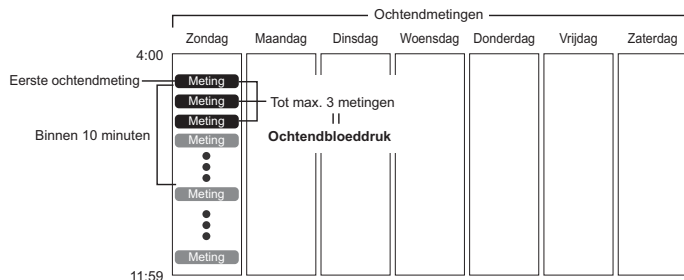 Ochtendmetingen
Zondag Maandag Dinsdag Woensdag Donderdag Vrijdag Zaterdag
4:00
Eerste ochtendmeting Meting
Meting Tot max. 3 metingen
Meting
Binnen 10 minuten Meting Ochtendbloeddruk
Meting
Meting
11:59